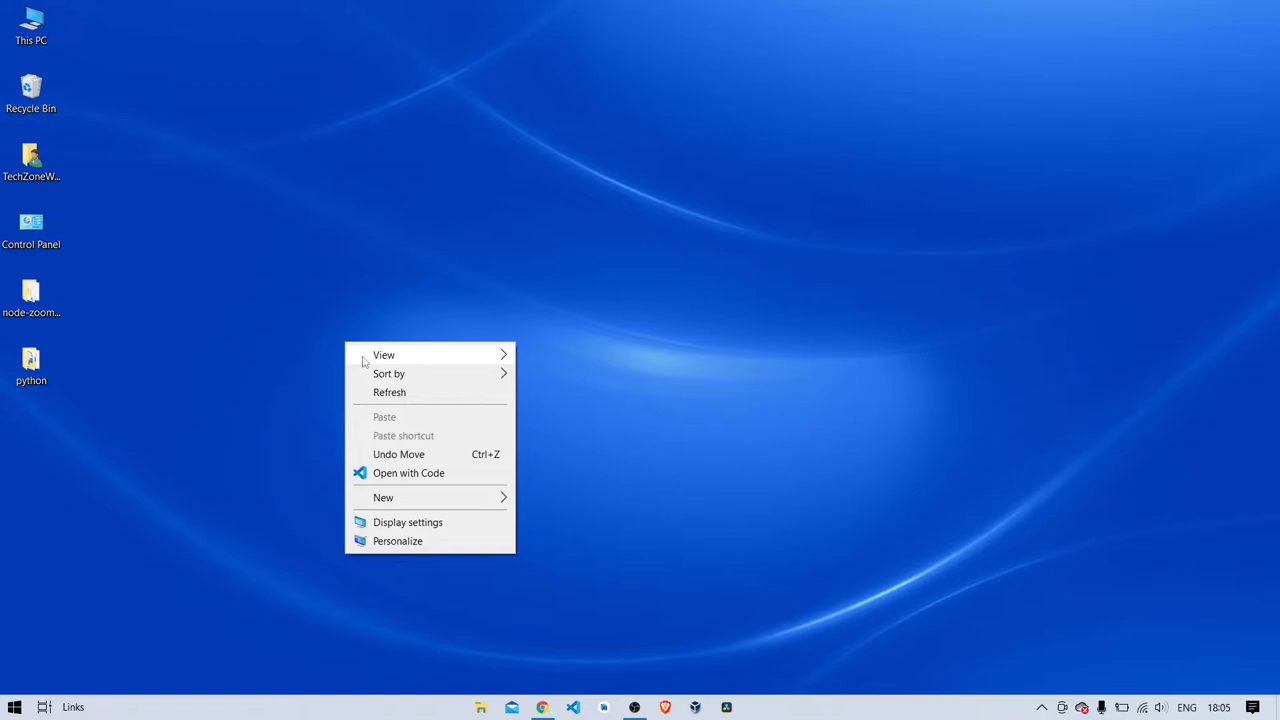 This PC
Recycle Bin
TechZoneW...
Control Panel
node-zoom...
python
View
Sort by
Refresh
Paste
Paste shortcut
Undo Move Ctrl+Z
Open with Code
New
Display settings
Personalize
Links
ENG 18:05